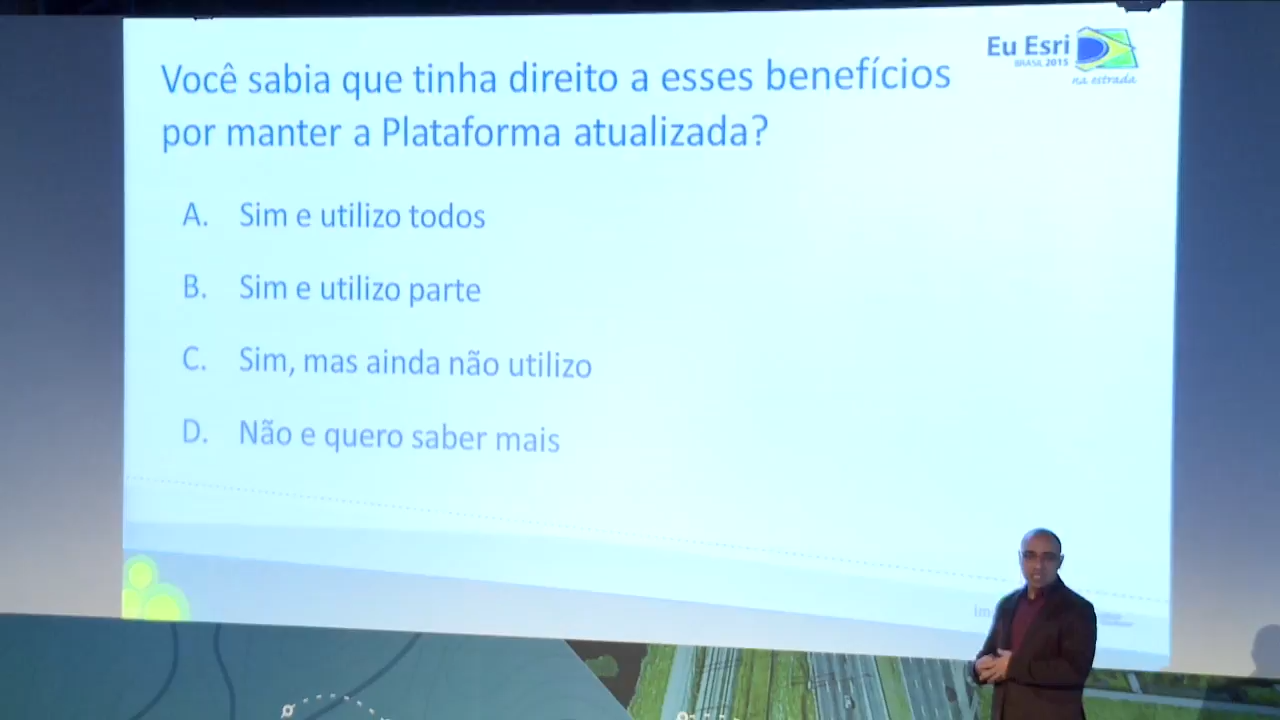 Eu Esri
BRASIL 2015
na estrada
Você sabia que tinha direito a esses benefícios
por manter a Plataforma atualizada?
A. Sim e utilizo todos
B. Sim e utilizo parte
C. Sim, mas ainda não utilizo
D. Não e quero saber mais